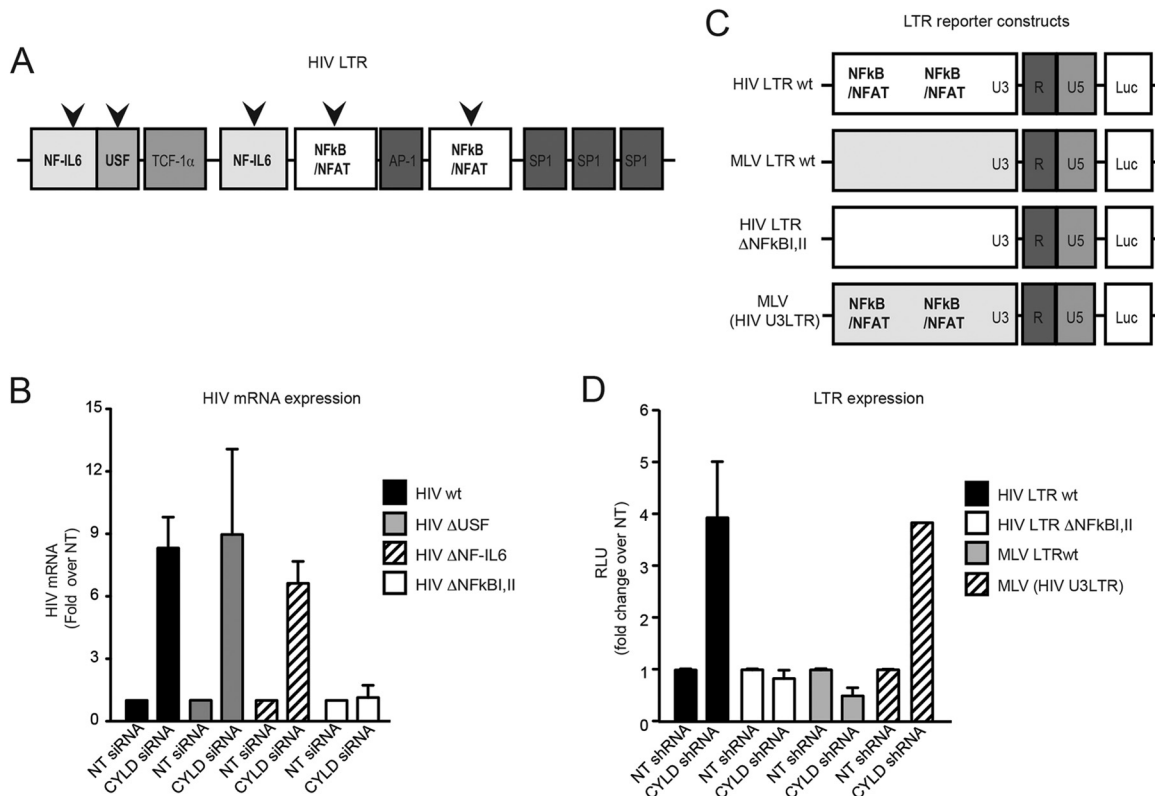 A
HIV LTR
NF-IL6 USF TCF-1α NF-IL6 NFkB /NFAT AP-1 NFkB /NFAT SP1 SP1 SP1
C
LTR reporter constructs
HIV LTR wt
NFkB NFkB
/NFAT /NFAT
U3 R U5 Luc
MLV LTR wt
U3 R U5 Luc
HIV LTR
ΔNFkBI,II
U3 R U5 Luc
MLV
(HIV U3LTR)
NFkB NFkB
/NFAT /NFAT
U3 R U5 Luc
B
HIV mRNA expression
HIV mRNA
(Fold over NT)
15
12
9
6
3
0
NT siRNA
CYLD siRNA
NT siRNA
CYLD siRNA
NT siRNA
CYLD siRNA
NT siRNA
CYLD siRNA
HIV wt
HIV ΔUSF
HIV ΔNF-IL6
HIV ΔNFkBI,II
D
LTR expression
RLU
(fold change over NT)
6
5
4
2
1
0
NT shRNA
CYLD shRNA
NT shRNA
CYLD shRNA
NT shRNA
CYLD shRNA
NT shRNA
CYLD shRNA
HIV LTR wt
HIV LTR ΔNFkBI,II
MLV LTRwt
MLV (HIV U3LTR)